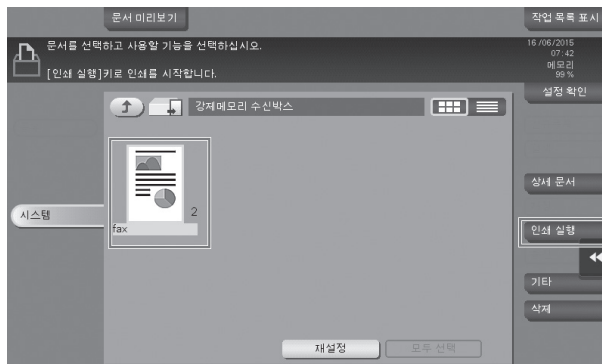 문서 미리보기
작업 목록 표시
문서를 선택하고 사용할 기능을 선택하십시오.
[인쇄 실행]키로 인쇄를 시작합니다.
16/06/2015
07:42
메모리
99 %
강제메모리 수신박스
설정 확인
상세 문서
시스템
2
fax
인쇄 실행
기타
삭제
재설정
모두 선택